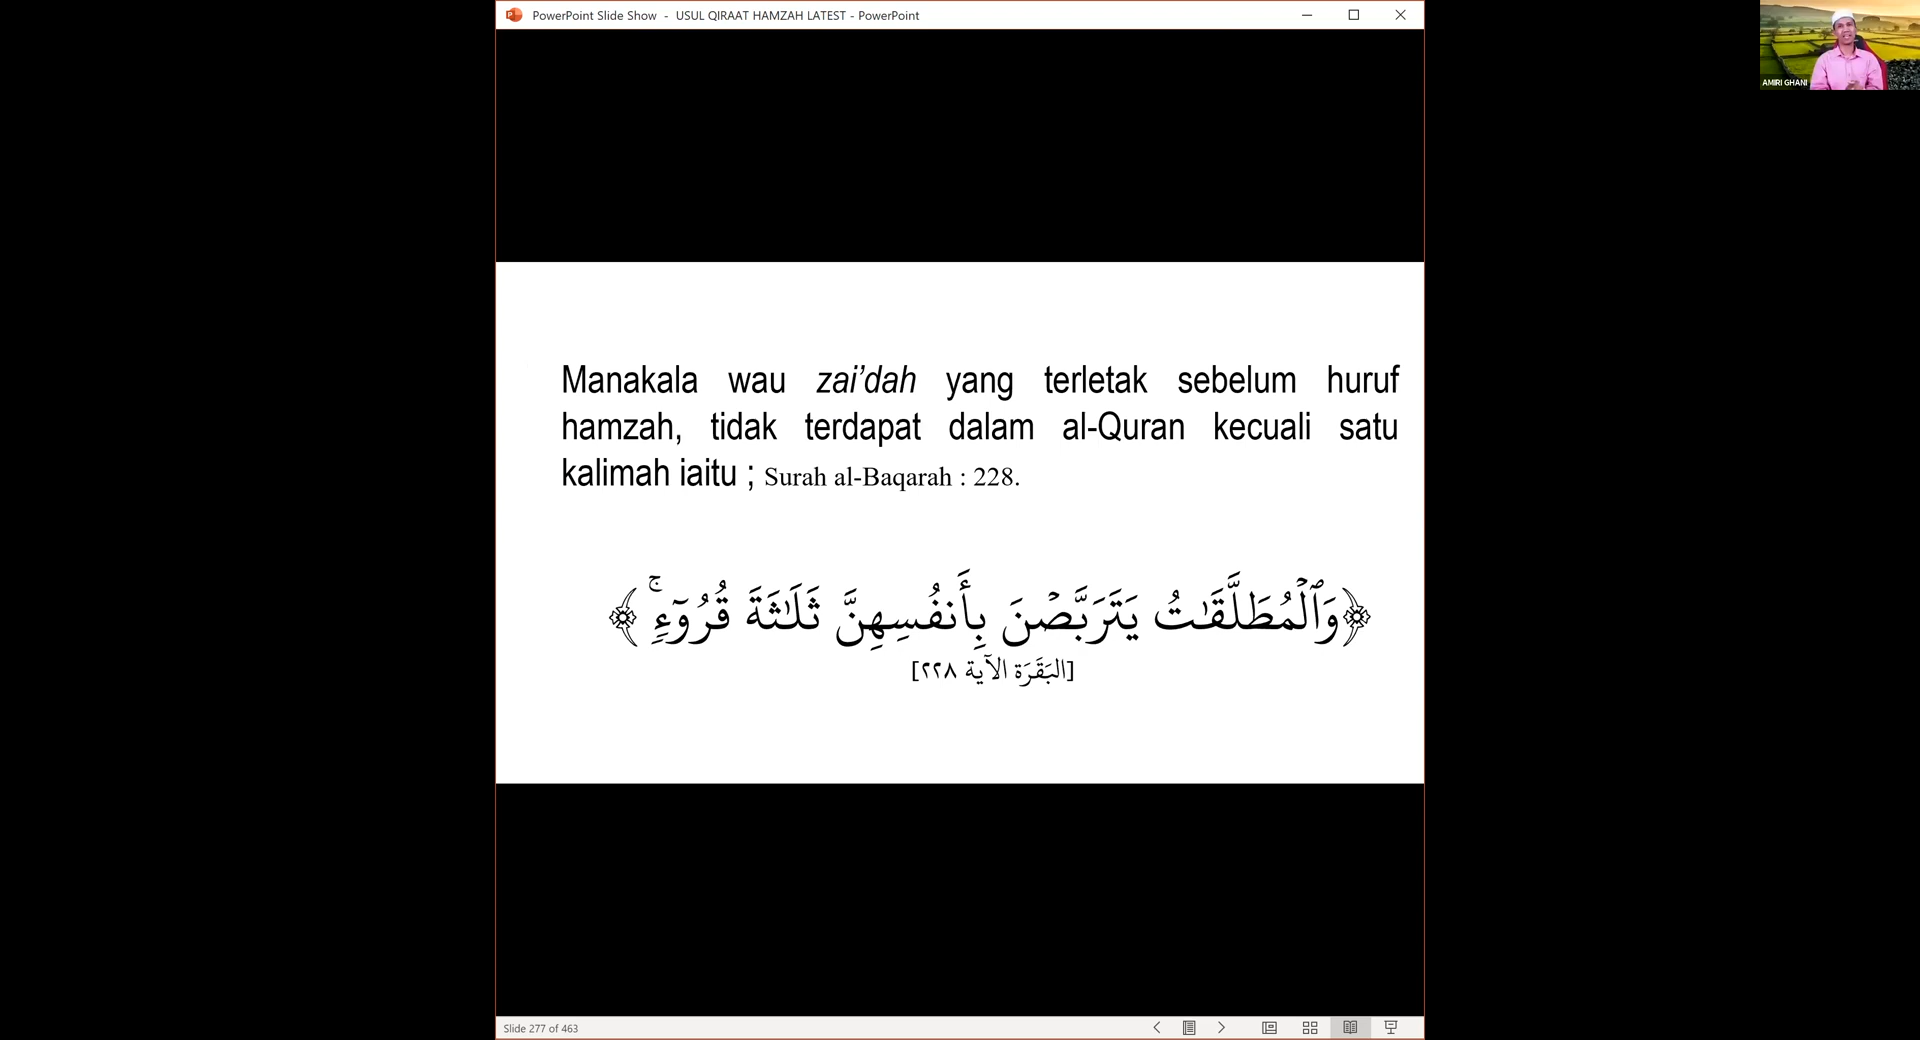 PowerPoint Slide Show - USUL QIRAAT HAMZAH LATEST - PowerPoint
AMIRI GHANI
Manakala wau zai’dah yang terletak sebelum huruf
hamzah, tidak terdapat dalam al-Quran kecuali satu
kalimah iaitu ; Surah al-Baqarah : 228.
﴿وَٱلۡمُطَلَّقَٰتُ يَتَرَبَّصۡنَ بِأَنفُسِهِنَّ ثَلَٰثَةَ قُرُوٓءٖۚ ﴾
[البَقَرَة الآية ٢٢٨]
Slide 277 of 463